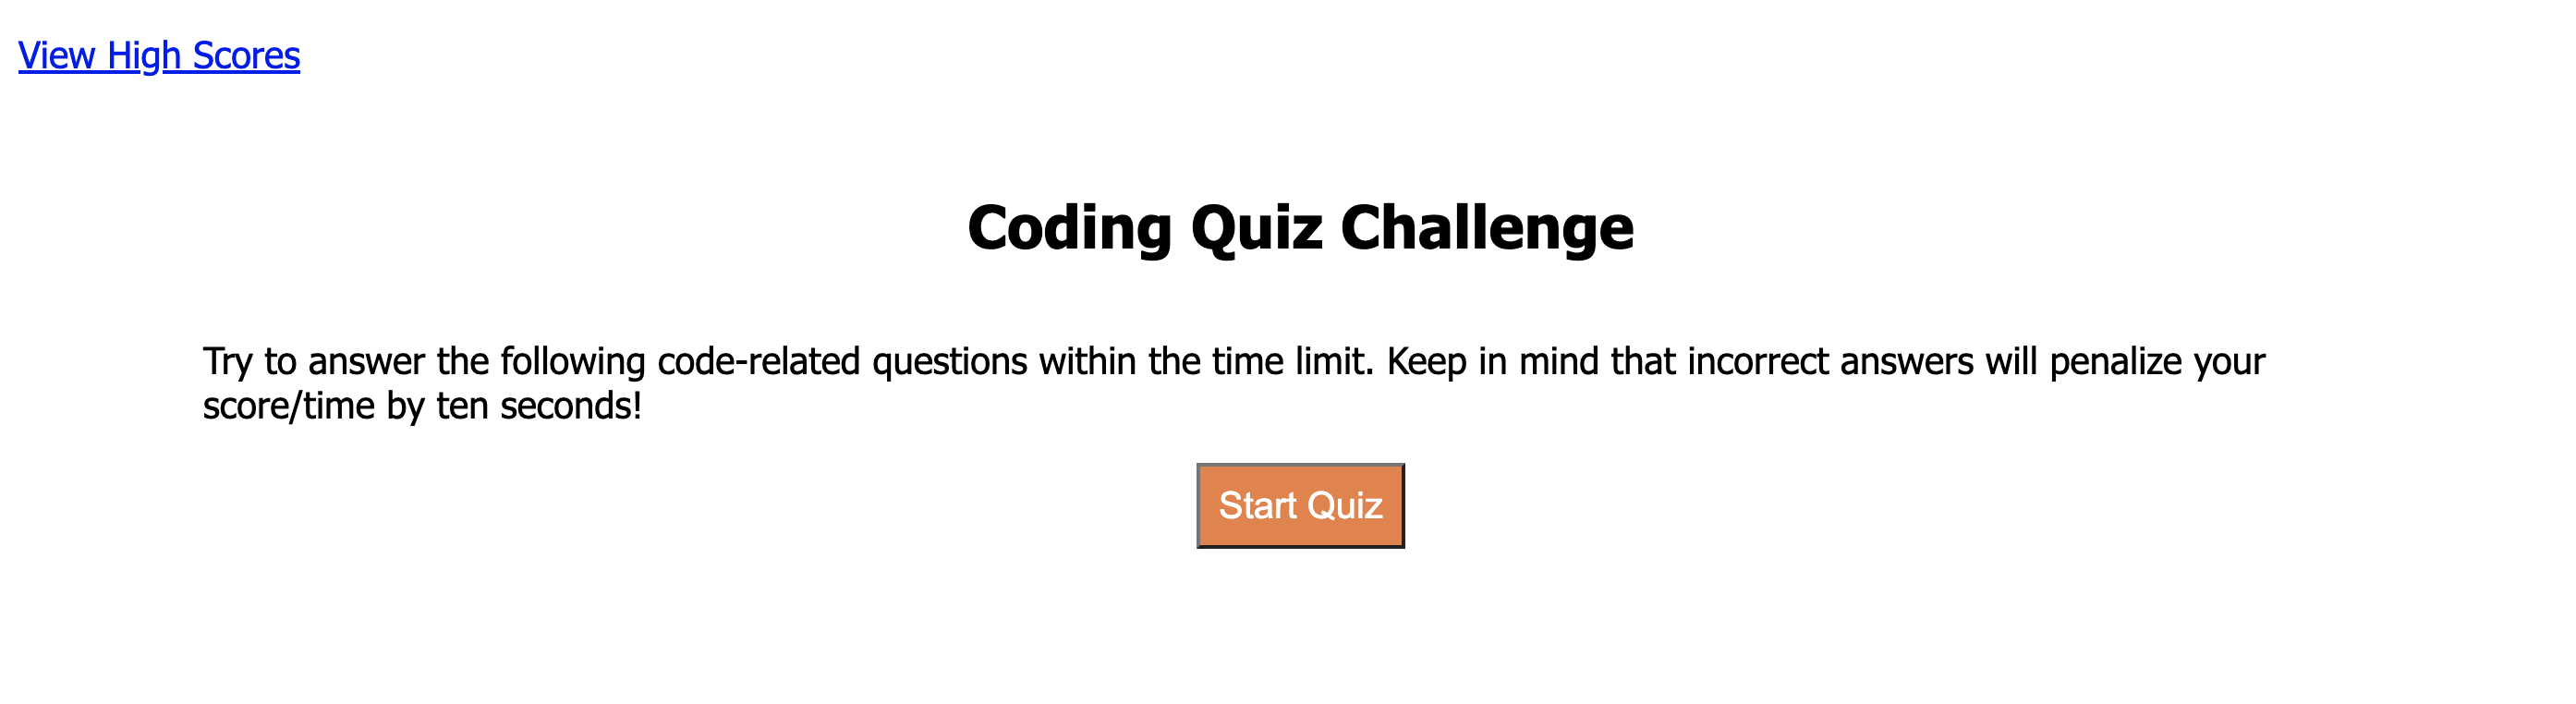 View High Scores
Coding Quiz Challenge
Try to answer the following code-related questions within the time limit. Keep in mind that incorrect answers will penalize your
score/time by ten seconds!
Start Quiz